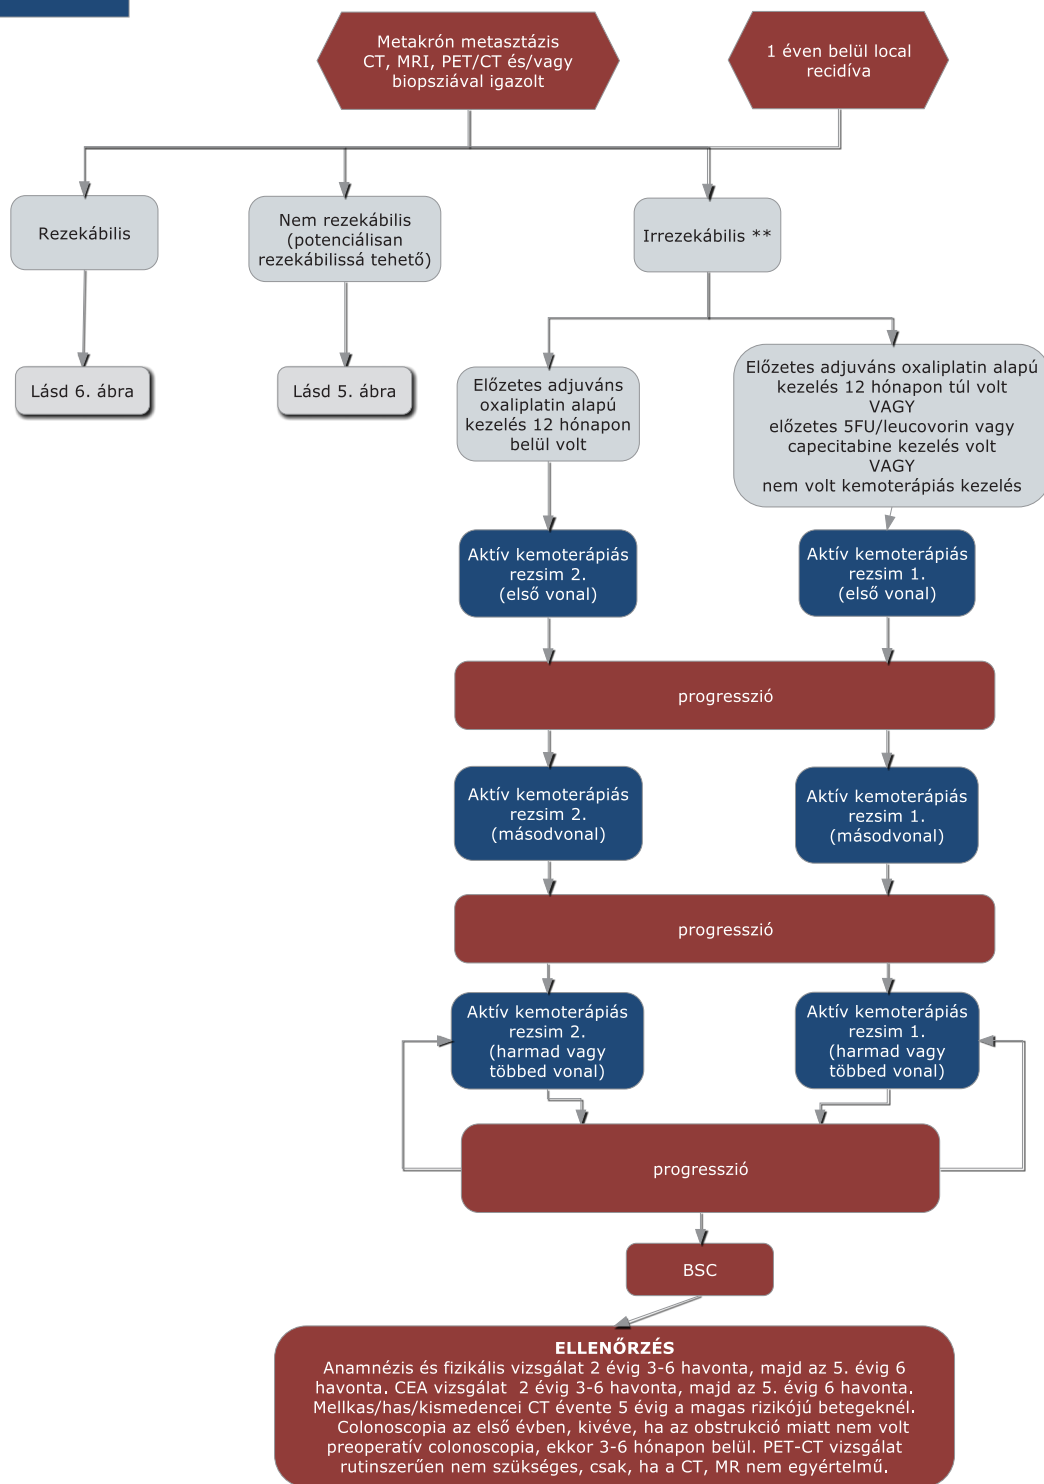 Metakrón metasztázis
CT, MRI, PET/CT és/vagy
biopsziával igazolt
1 éven belül local
recidíva
Rezekábilis
Nem rezekábilis
(potenciálisan
rezekábilissá tehető)
Irrezekábilis **
Lásd 6. ábra
Lásd 5. ábra
Előzetes adjuváns
oxaliplatin alapú
kezelés 12 hónapon
belül volt
Előzetes adjuváns oxaliplatin alapú
kezelés 12 hónapon túl volt
VAGY
előzetes 5FU/leucovorin vagy
capecitabine kezelés volt
VAGY
nem volt kemoterápiás kezelés
Aktív kemoterápiás
rezsim 2.
(első vonal)
Aktív kemoterápiás
rezsim 1.
(első vonal)
progresszió
Aktív kemoterápiás
rezsim 2.
(másodvonal)
Aktív kemoterápiás
rezsim 1.
(másodvonal)
progresszió
Aktív kemoterápiás
rezsim 2.
(harmad vagy
többed vonal)
Aktív kemoterápiás
rezsim 1.
(harmad vagy
többed vonal)
progresszió
BSC
ELLENŐRZÉS
Anamnézis és fizikális vizsgálat 2 évig 3-6 havonta, majd az 5. évig 6
havonta. CEA vizsgálat 2 évig 3-6 havonta, majd az 5. évig 6 havonta.
Mellkas/has/kismedencei CT évente 5 évig a magas rizikójú betegeknél.
Colonoscopia az első évben, kivéve, ha az obstrukció miatt nem volt
preoperatív colonoscopia, ekkor 3-6 hónapon belül. PET-CT vizsgálat
rutinszerűen nem szükséges, csak, ha a CT, MR nem egyértelmű.